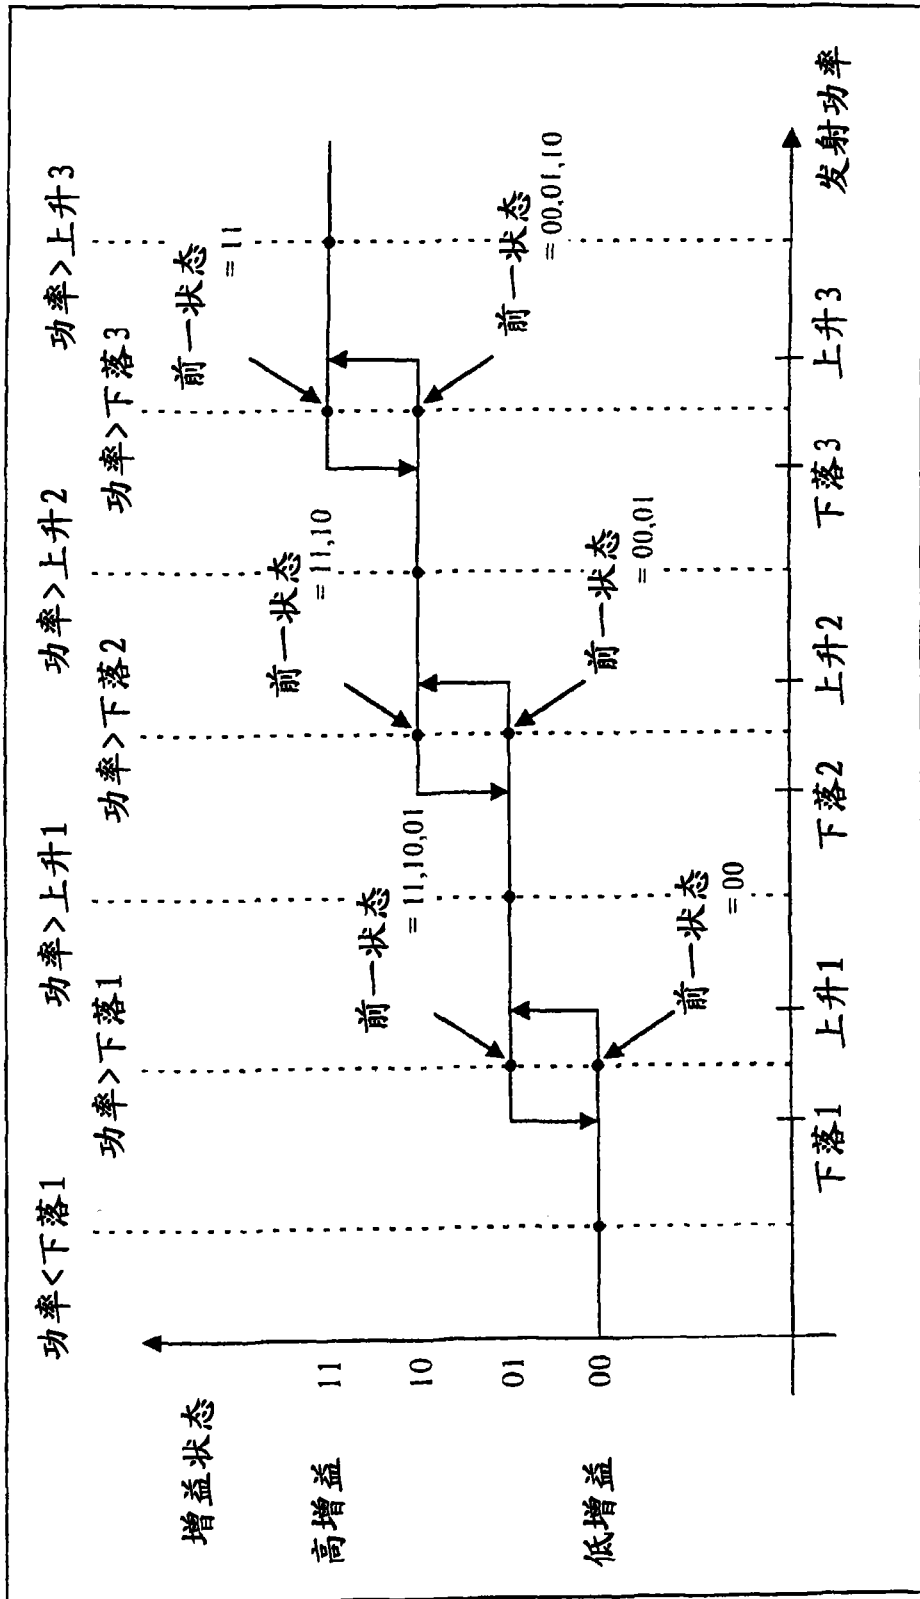 功率<下落1
功率>下落1
功率>上升1
功率>下落2
功率>上升2
功率>下落3
功率>上升3
增益状态
高增益
低增益
11
10
01
00
前一状态
=11,10,01
前一状态
=00
前一状态
=11,10
前一状态
=00,01
前一状态
=11
前一状态
=00,01,10
下落1
上升1
下落2
上升2
下落3
上升3
发射功率